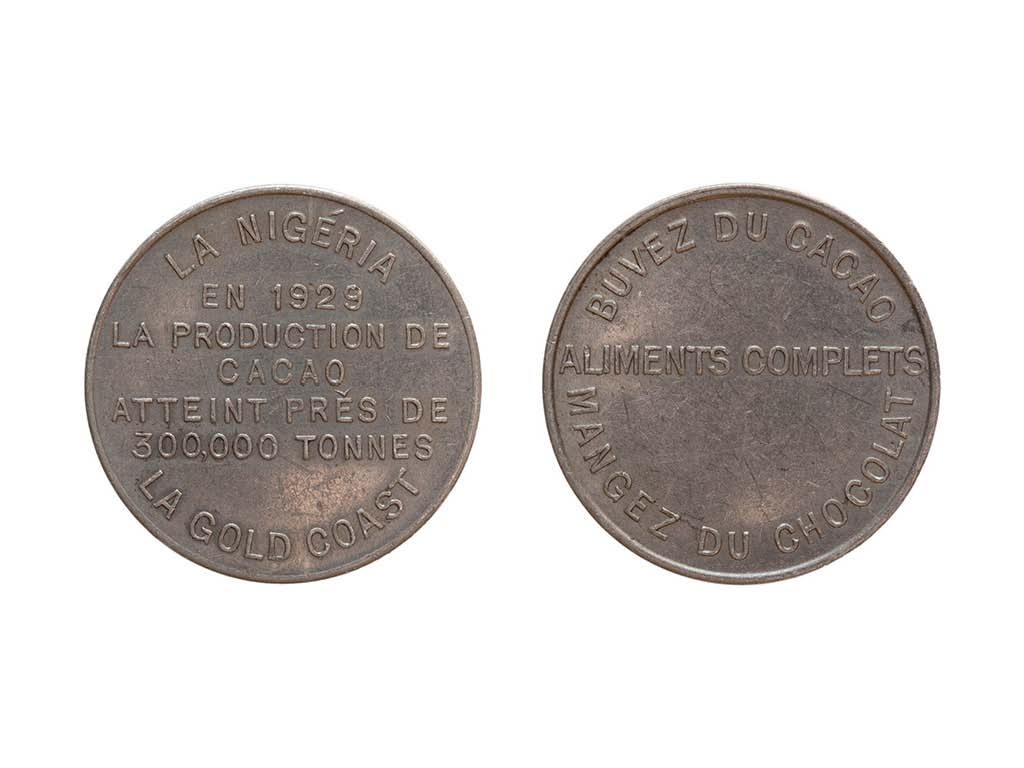 LA NIGÉRIA
EN 1929
LA PRODUCTION DE
CACAO
ATTEINT PRÈS DE
300,000 TONNES
LA GOLD COAST
BUVEZ DU CACAO
ALIMENTS COMPLETS
MANGEZ DU CHOCOLAT